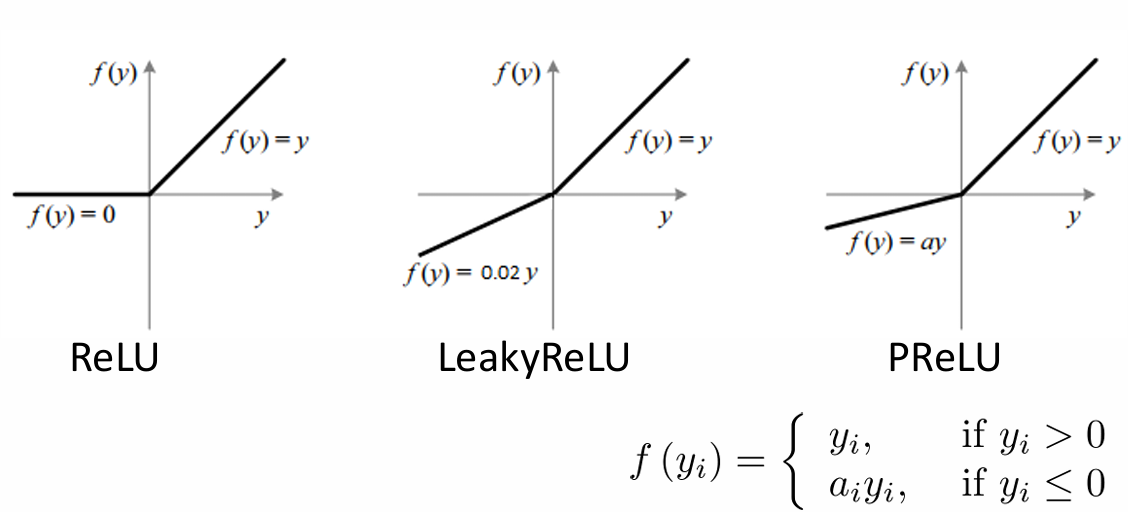 f(y)
f(y) = y
f(y) = 0
y
ReLU
f(y)
f(y) = y
y
f(y) = 0.02 y
LeakyReLU
f(y)
f(y) = y
y
f(y) = ay
PReLU
f (y_i) = { y_i, if y_i > 0
a_i y_i, if y_i ≤ 0